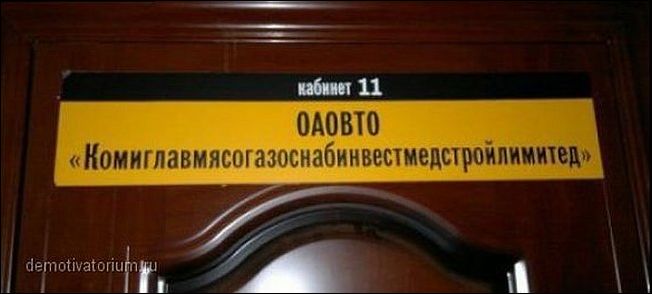 кабинет 11
ОАОВТО
«Комиглавмясогазоснабинвестмедстройлимитед»
demotivatorium.ru